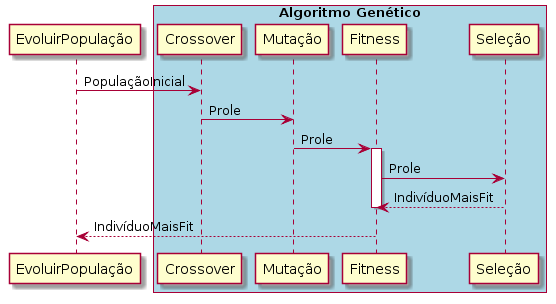 Algoritmo Genético
EvoluirPopulação
Crossover
Mutação
Fitness
Seleção
PopulaçãoInicial
Prole
Prole
Prole
IndivíduoMaisFit
IndivíduoMaisFit
EvoluirPopulação
Crossover
Mutação
Fitness
Seleção